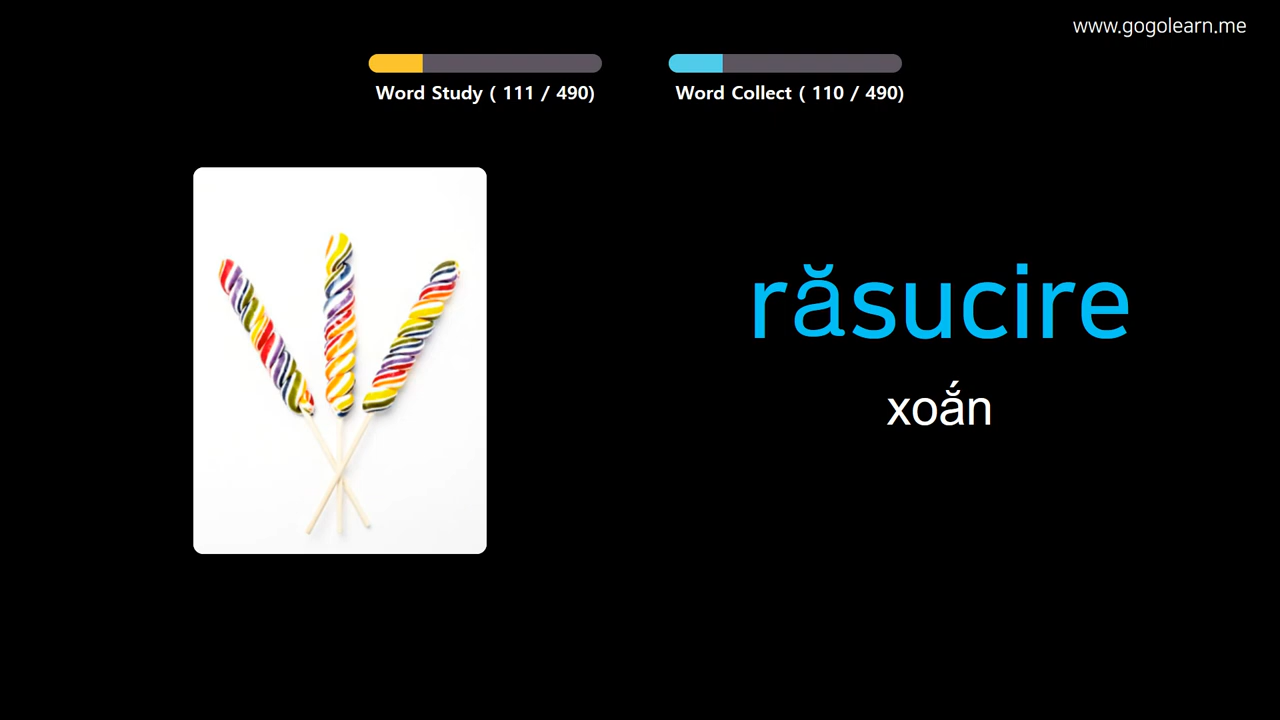 www.gogolearn.me
Word Study ( 111 / 490)
Word Collect ( 110 / 490)
răsucire
xoắn